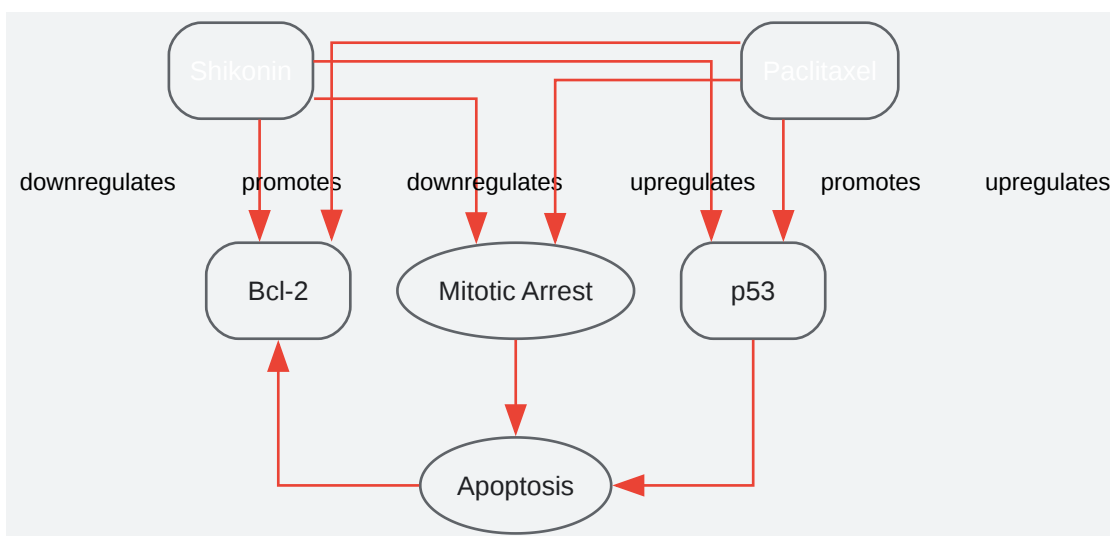 Shikonin
Paclitaxel
downregulates
promotes
downregulates
upregulates
promotes
upregulates
Bcl-2
Mitotic Arrest
p53
Apoptosis